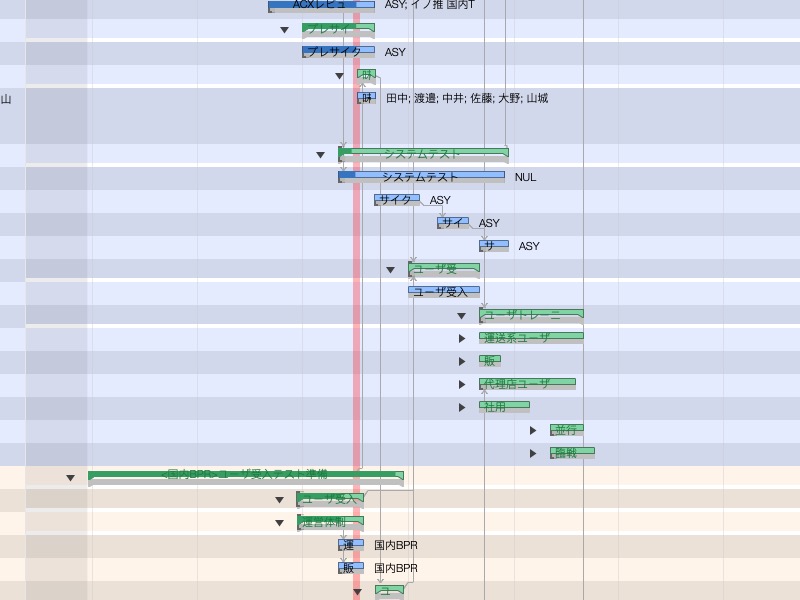 ACXレビュ ASY; イノ推 国内T
プレサイ
プレサイク ASY
山 田中; 渡邉; 中井; 佐藤; 大野; 山城
システムテスト
システムテスト NUL
サイク ASY
サイ ASY
サ ASY
ユーザ受
ユーザ受入
ユーザトレーニ
運送系ユーザ
販
代理店ユーザ
社用
並行
臨戦
<国内BPR>ユーザ受入テスト準備
ユーザ受入
運営体制
運 国内BPR
販 国内BPR
ユ